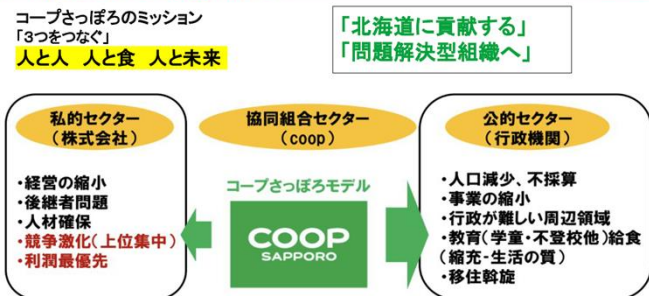 コープさっぽろのミッション
「3つをつなぐ」
人と人 人と食 人と未来
「北海道に貢献する」
「問題解決型組織へ」
私的セクター
（株式会社）
・経営の縮小
・後継者問題
・人材確保
・競争激化（上位集中）
・利潤最優先
協同組合セクター
（coop）
コープさっぽろモデル
COOP
SAPPORO
公的セクター
（行政機関）
・人口減少、不採算
・事業の縮小
・行政が難しい周辺領域
・教育（学童・不登校他）給食
（縮充-生活の質）
・移住斡旋